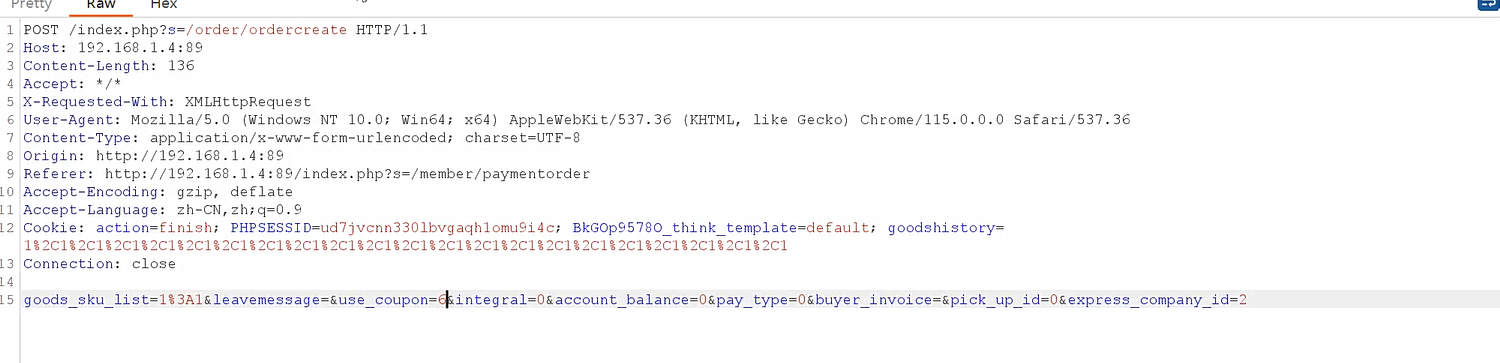 Pretty Raw Hex
1 POST /index.php?s=/order/ordercreate HTTP/1.1
2 Host: 192.168.1.4:89
3 Content-Length: 136
4 Accept: */*
5 X-Requested-With: XMLHttpRequest
6 User-Agent: Mozilla/5.0 (Windows NT 10.0; Win64; x64) AppleWebKit/537.36 (KHTML, like Gecko) Chrome/115.0.0.0 Safari/537.36
7 Content-Type: application/x-www-form-urlencoded; charset=UTF-8
8 Origin: http://192.168.1.4:89
9 Referer: http://192.168.1.4:89/index.php?s=/member/paymentorder
10 Accept-Encoding: gzip, deflate
11 Accept-Language: zh-CN,zh;q=0.9
12 Cookie: action=finish; PHPSESSID=ud7jvcnn330lbvgaqh1omu9i4c; BkGOp9578O_think_template=default; goodshistory=
1%2C1%2C1%2C1%2C1%2C1%2C1%2C1%2C1%2C1%2C1%2C1%2C1%2C1%2C1%2C1%2C1%2C1%2C1%2C1%2C1
13 Connection: close
14
15 goods_sku_list=1%3A1&leavemessage=&use_coupon=6&integral=0&account_balance=0&pay_type=0&buyer_invoice=&pick_up_id=0&express_company_id=2